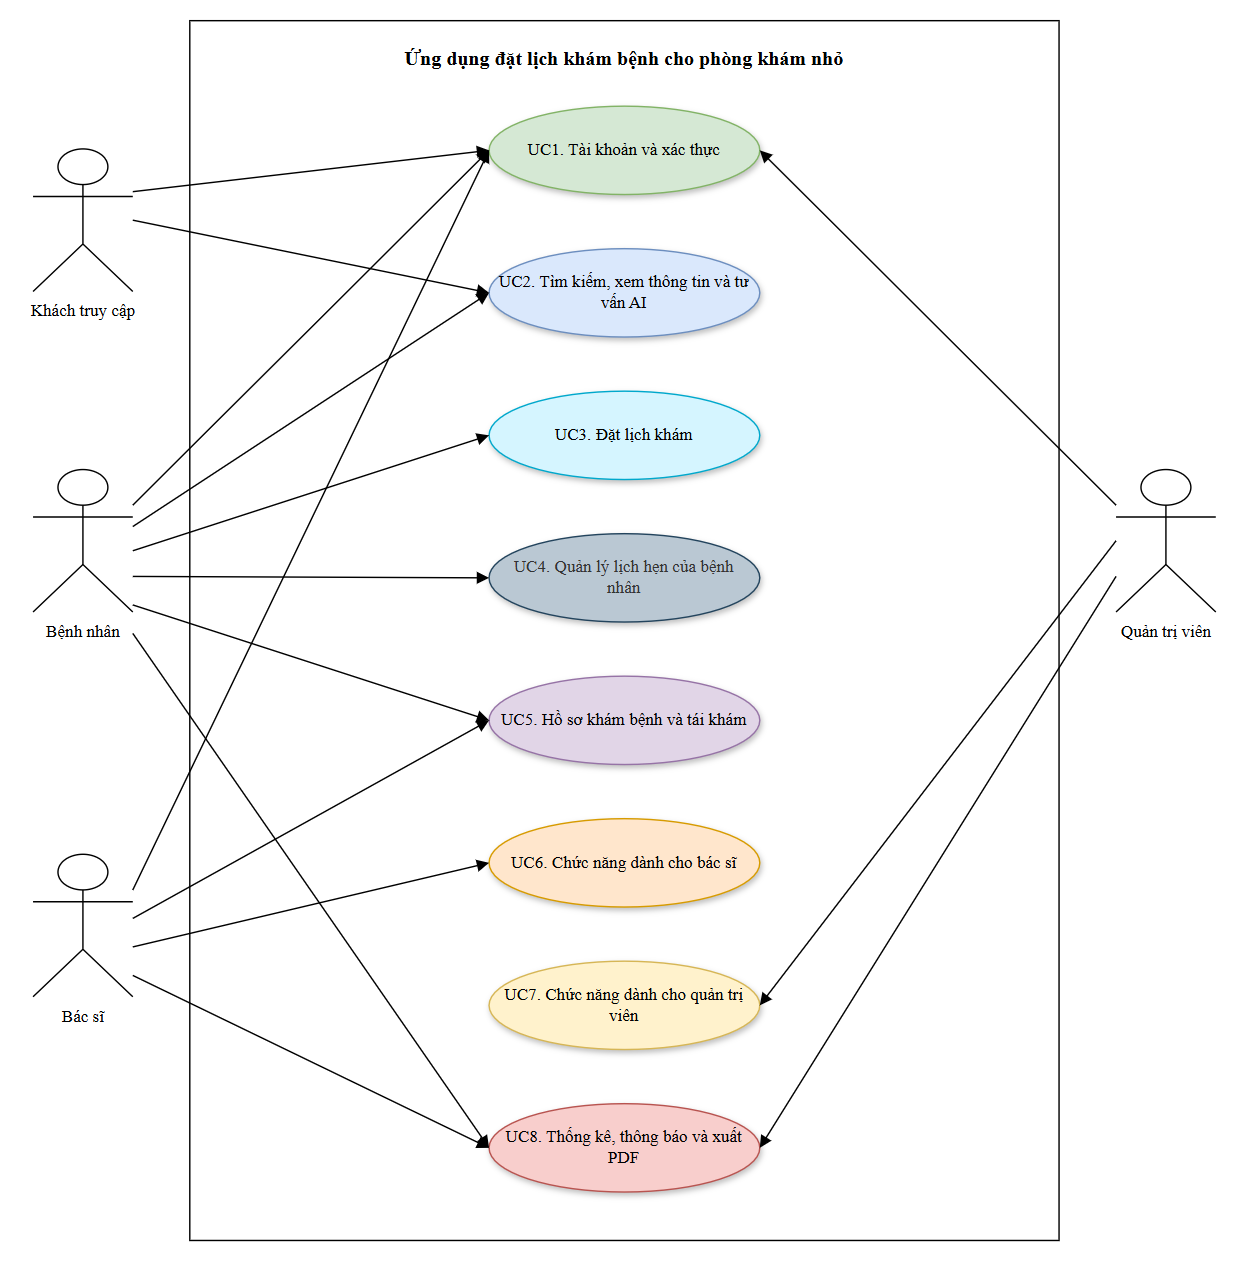 Ứng dụng đặt lịch khám bệnh cho phòng khám nhỏ
UC1. Tài khoản và xác thực
UC2. Tìm kiếm, xem thông tin và tư
vấn AI
Khách truy cập
UC3. Đặt lịch khám
UC4. Quản lý lịch hẹn của bệnh
nhân
Bệnh nhân
Quản trị viên
UC5. Hồ sơ khám bệnh và tái khám
UC6. Chức năng dành cho bác sĩ
UC7. Chức năng dành cho quản trị
viên
Bác sĩ
UC8. Thống kê, thông báo và xuất
PDF